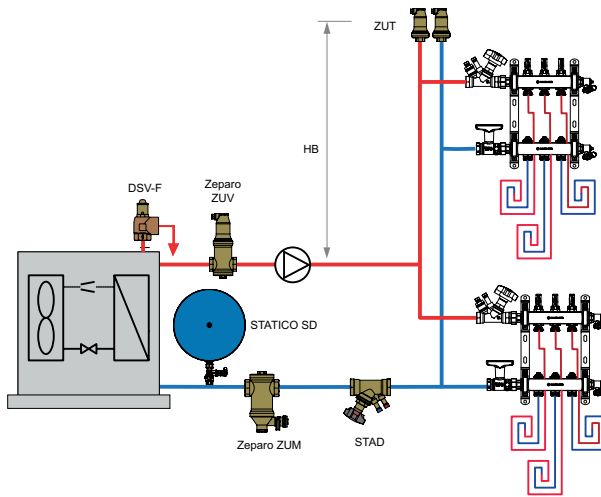 ZUT
HB
DSV-F
Zeparo
ZUV
STATICO SD
Zeparo ZUM
STAD